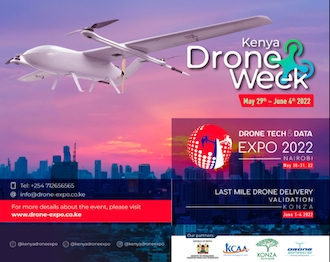 Kenya
Drone
Week
May 29th – June 4th 2022
DRONE TECH & DATA
EXPO 2022
NAIROBI
May 30-31, 22
LAST MILE DRONE DELIVERY
VALIDATION
KONZA
June 1-4 2022
Tel: +254 712656565
info@drone-expo.co.ke
For more details about the event, please visit
www.drone-expo.co.ke
@kenyadroneexpo
@kenyadroneexpo
@kenyadroneexpo
Our partners:
KCAA
KONZA